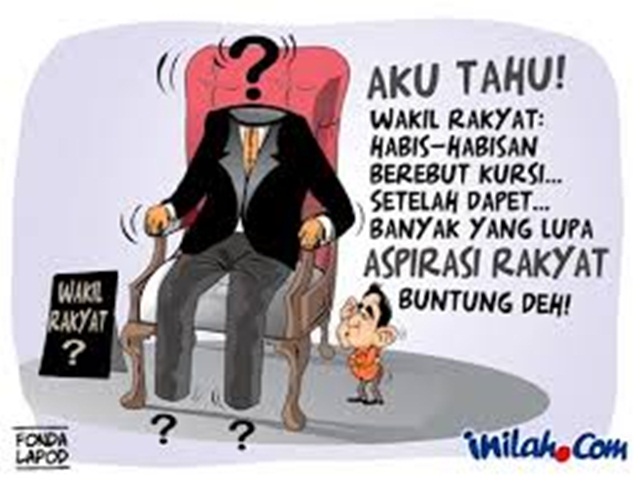 ?
AKU TAHU!
WAKIL RAKYAT:
HABIS-HABISAN
BEREBUT KURSI...
SETELAH DAPET...
BANYAK YANG LUPA
ASPIRASI RAKYAT
BUNTUNG DEH!
WAKIL
RAKYAT
?
? ?
FONDA
LAPOD
inilah.com